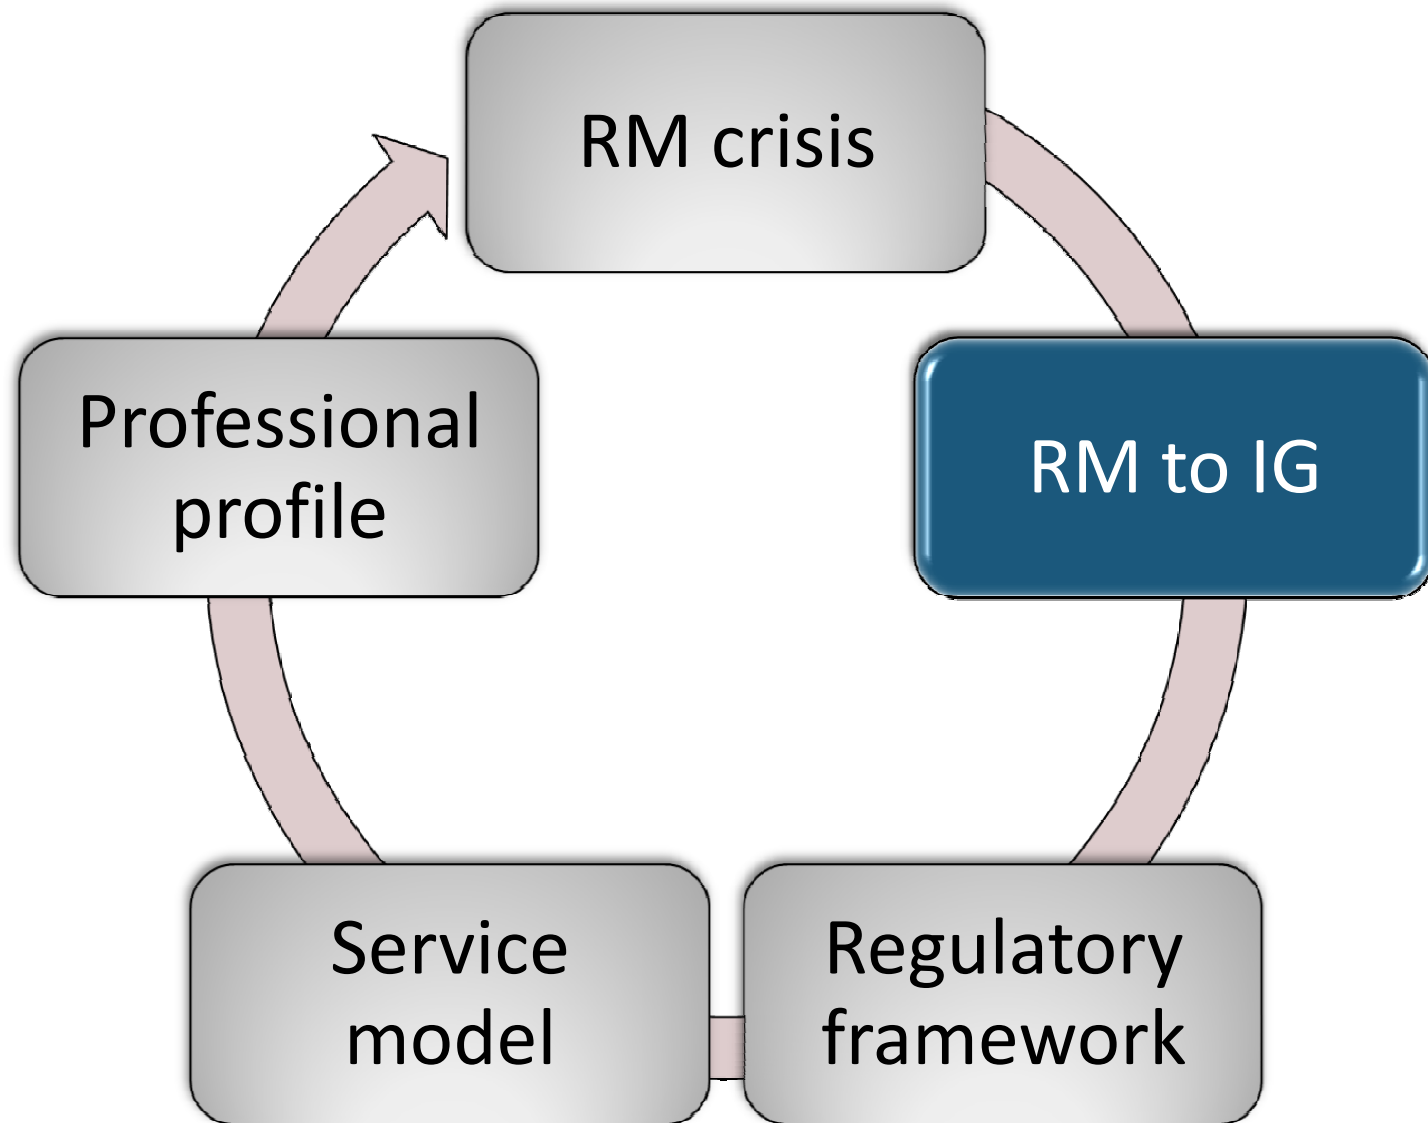 RM crisis
RM to IG
Regulatory
framework
Service
model
Professional
profile